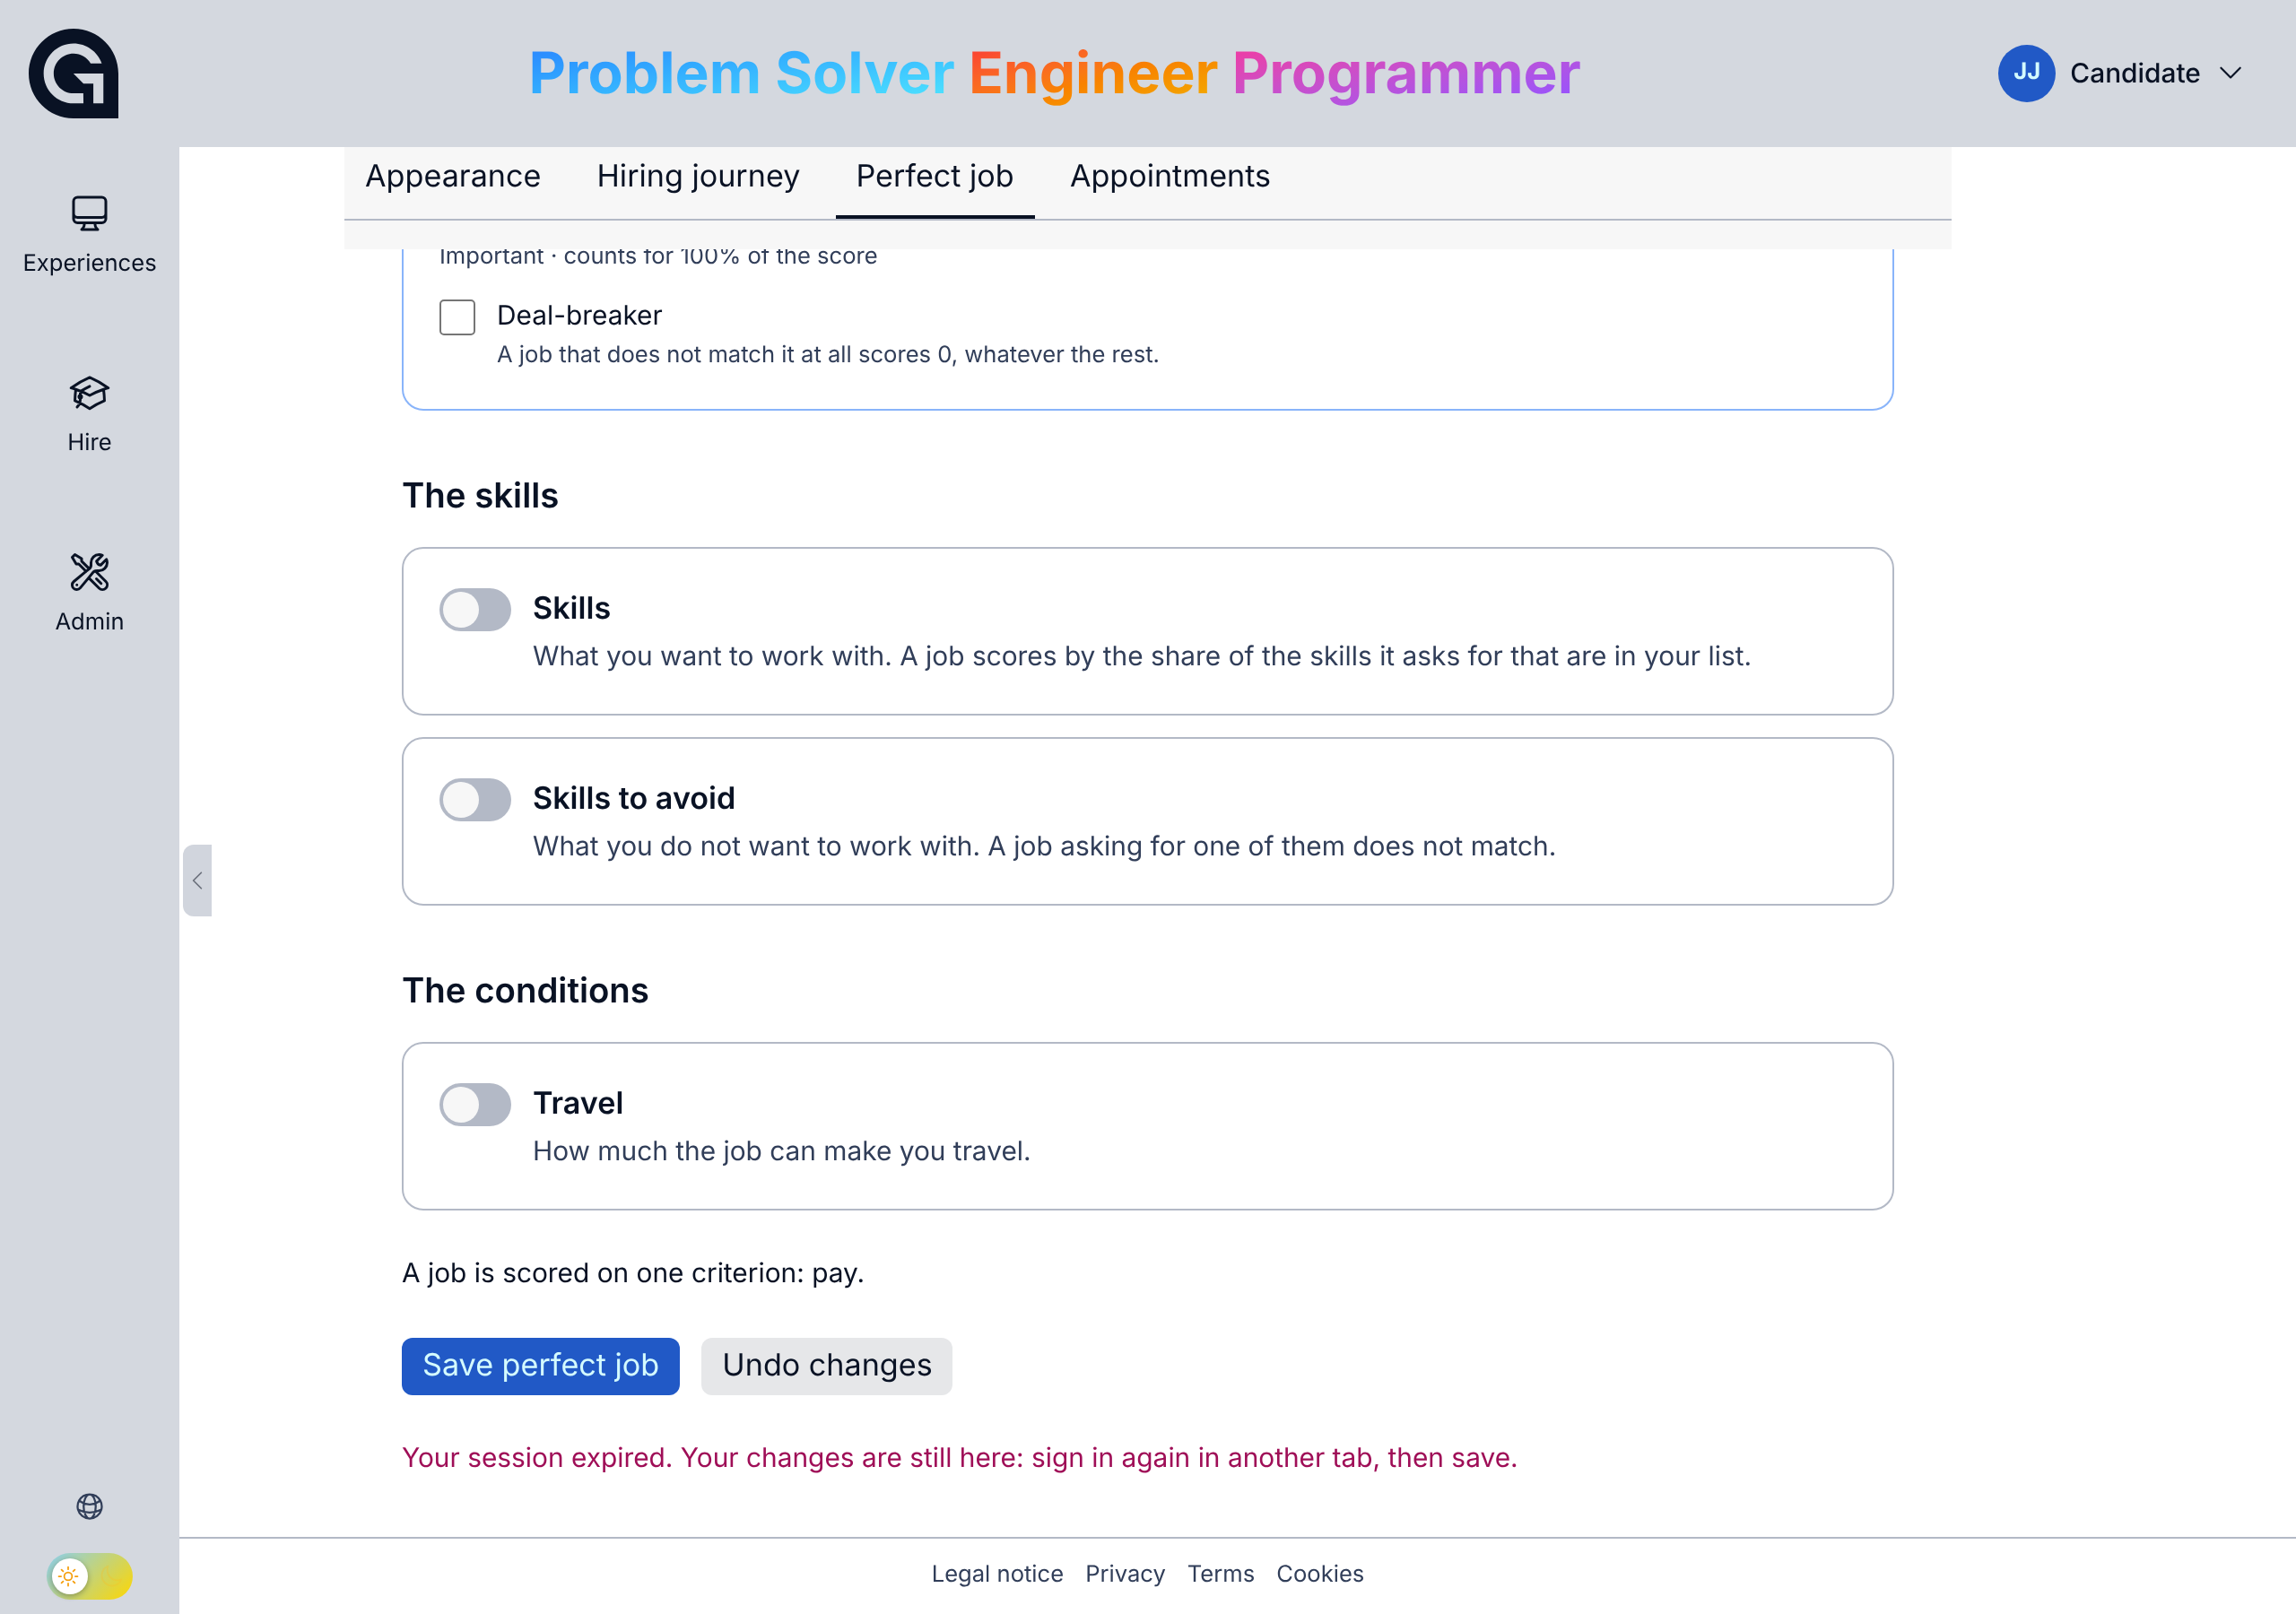 Problem Solver Engineer Programmer
JJ
Candidate
Experiences
Hire
Admin
Appearance
Hiring journey
Perfect job
Appointments
Important · counts for 100% of the score
Deal-breaker
A job that does not match it at all scores 0, whatever the rest.
The skills
Skills
What you want to work with. A job scores by the share of the skills it asks for that are in your list.
Skills to avoid
What you do not want to work with. A job asking for one of them does not match.
The conditions
Travel
How much the job can make you travel.
A job is scored on one criterion: pay.
Save perfect job
Undo changes
Your session expired. Your changes are still here: sign in again in another tab, then save.
Legal notice
Privacy
Terms
Cookies